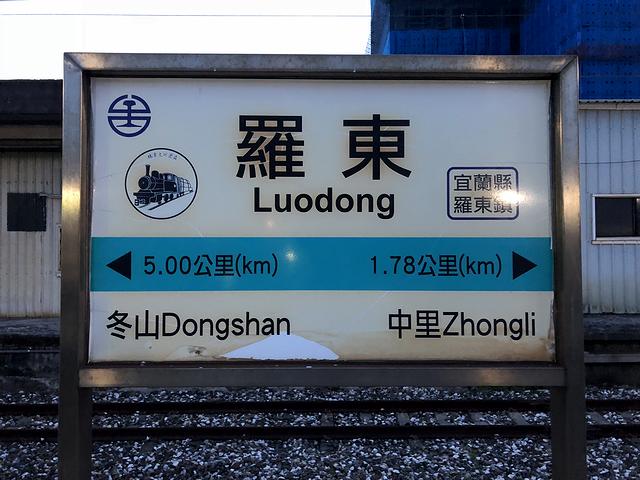 羅東
Luodong
宜蘭縣
羅東鎮
5.00公里(km)
1.78公里(km)
冬山Dongshan
中里Zhongli